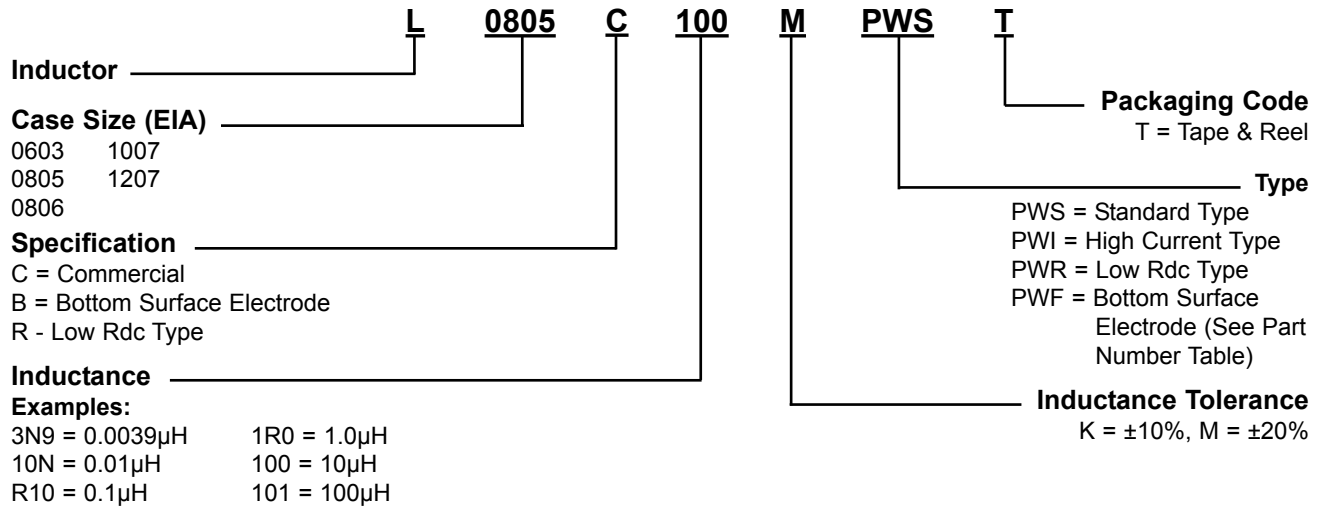 L 0805 C 100 M PWS T
Inductor
Case Size (EIA)
0603 1007
0805 1207
0806
Specification
C = Commercial
B = Bottom Surface Electrode
R - Low Rdc Type
Inductance
Examples:
3N9 = 0.0039µH 1R0 = 1.0µH
10N = 0.01µH 100 = 10µH
R10 = 0.1µH 101 = 100µH
Packaging Code
T = Tape & Reel
Type
PWS = Standard Type
PWI = High Current Type
PWR = Low Rdc Type
PWF = Bottom Surface
Electrode (See Part
Number Table)
Inductance Tolerance
K = ±10%, M = ±20%